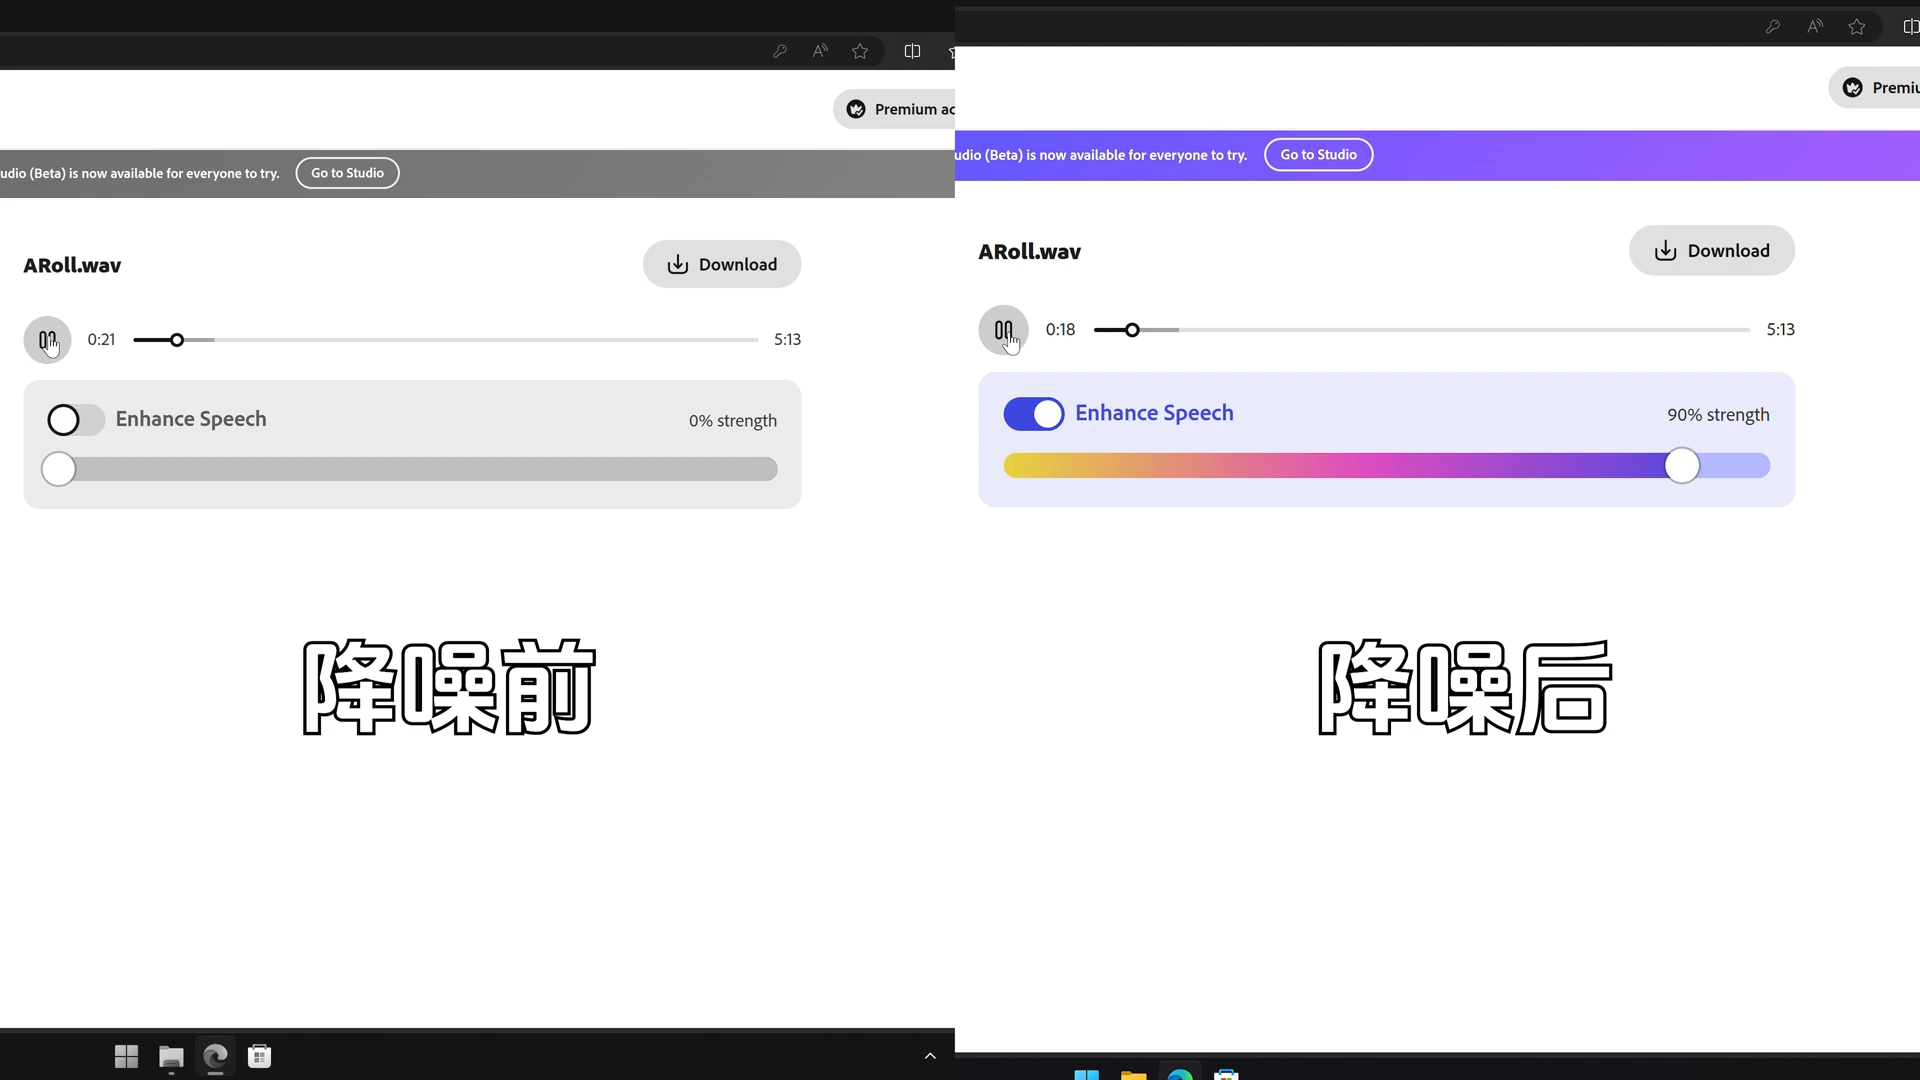 Premium ac
udio (Beta) is now available for everyone to try.
Go to Studio
ARoll.wav
Download
0:21
5:13
Enhance Speech
0% strength
降噪前
Premiu
udio (Beta) is now available for everyone to try.
Go to Studio
ARoll.wav
Download
0:18
5:13
Enhance Speech
90% strength
降噪后